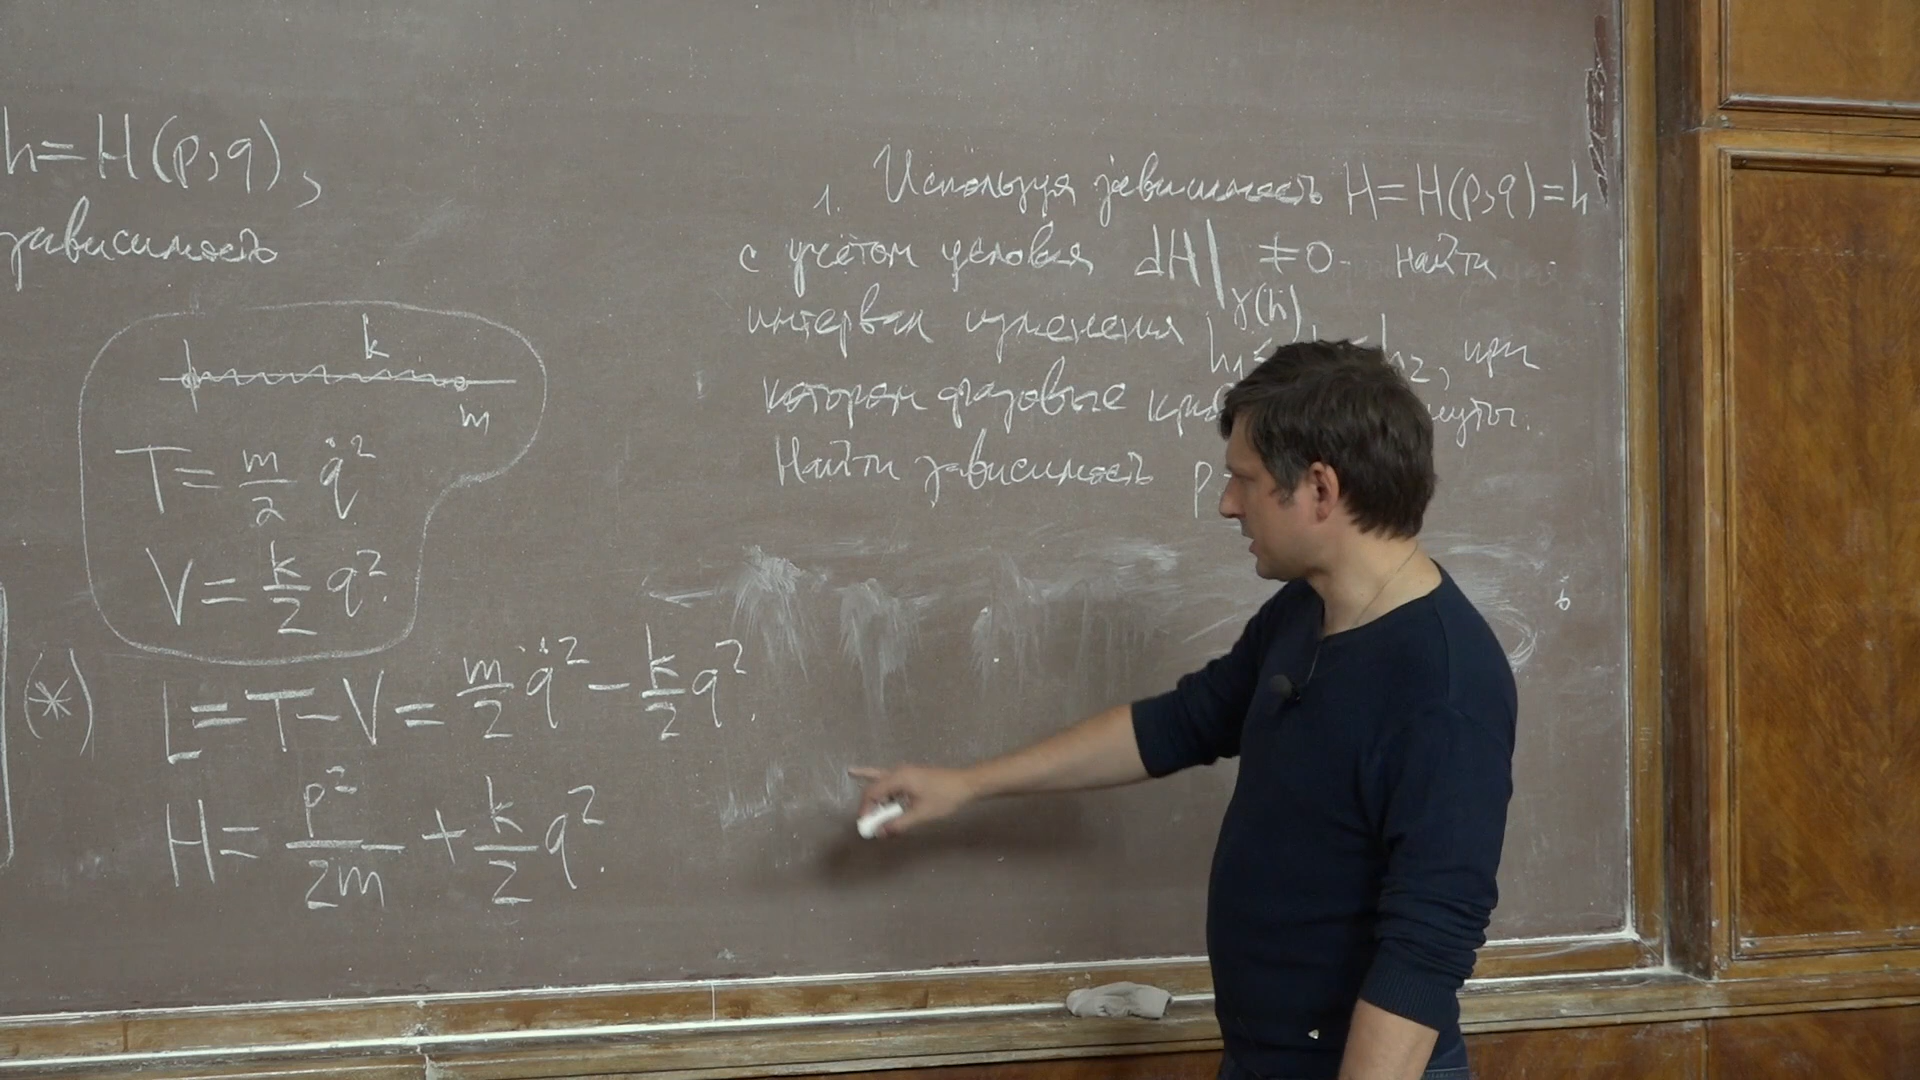 h=H(p,q),
зависимость
k
m
T= m/2 q̇²
V= k/2 q².
(*) L=T-V= m/2 q̇² - k/2 q².
H= p²/2m + k/2 q².
1. Используя зависимость H=H(p,q)=h
с учётом условия dH|γ(h) ≠0 найти
интервал изменения h₁ h₂, при
котором фазовые
Найти зависимость p